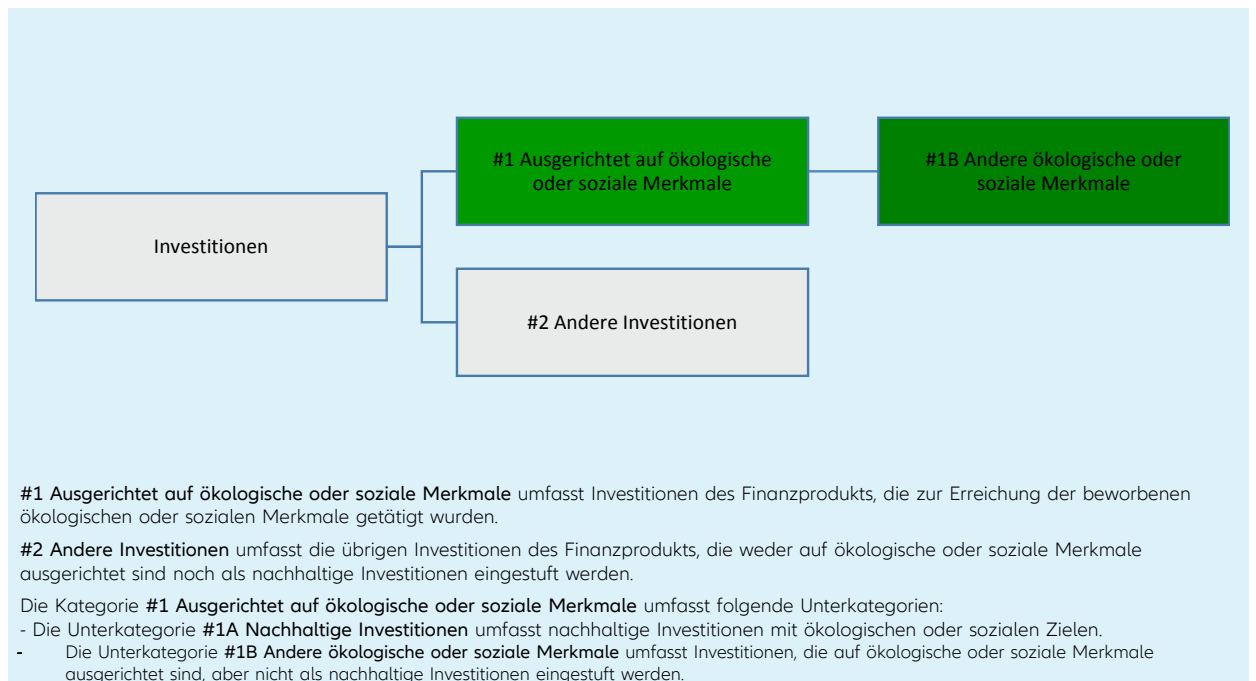 #1 Ausgerichtet auf ökologische
oder soziale Merkmale
#1B Andere ökologische oder
soziale Merkmale
Investitionen
#2 Andere Investitionen
#1 Ausgerichtet auf ökologische oder soziale Merkmale umfasst Investitionen des Finanzprodukts, die zur Erreichung der beworbenen
ökologischen oder sozialen Merkmale getätigt wurden.
#2 Andere Investitionen umfasst die übrigen Investitionen des Finanzprodukts, die weder auf ökologische oder soziale Merkmale
ausgerichtet sind noch als nachhaltige Investitionen eingestuft werden.
Die Kategorie #1 Ausgerichtet auf ökologische oder soziale Merkmale umfasst folgende Unterkategorien:
- Die Unterkategorie #1A Nachhaltige Investitionen umfasst nachhaltige Investitionen mit ökologischen oder sozialen Zielen.
- Die Unterkategorie #1B Andere ökologische oder soziale Merkmale umfasst Investitionen, die auf ökologische oder soziale Merkmale
ausgerichtet sind, aber nicht als nachhaltige Investitionen eingestuft werden.